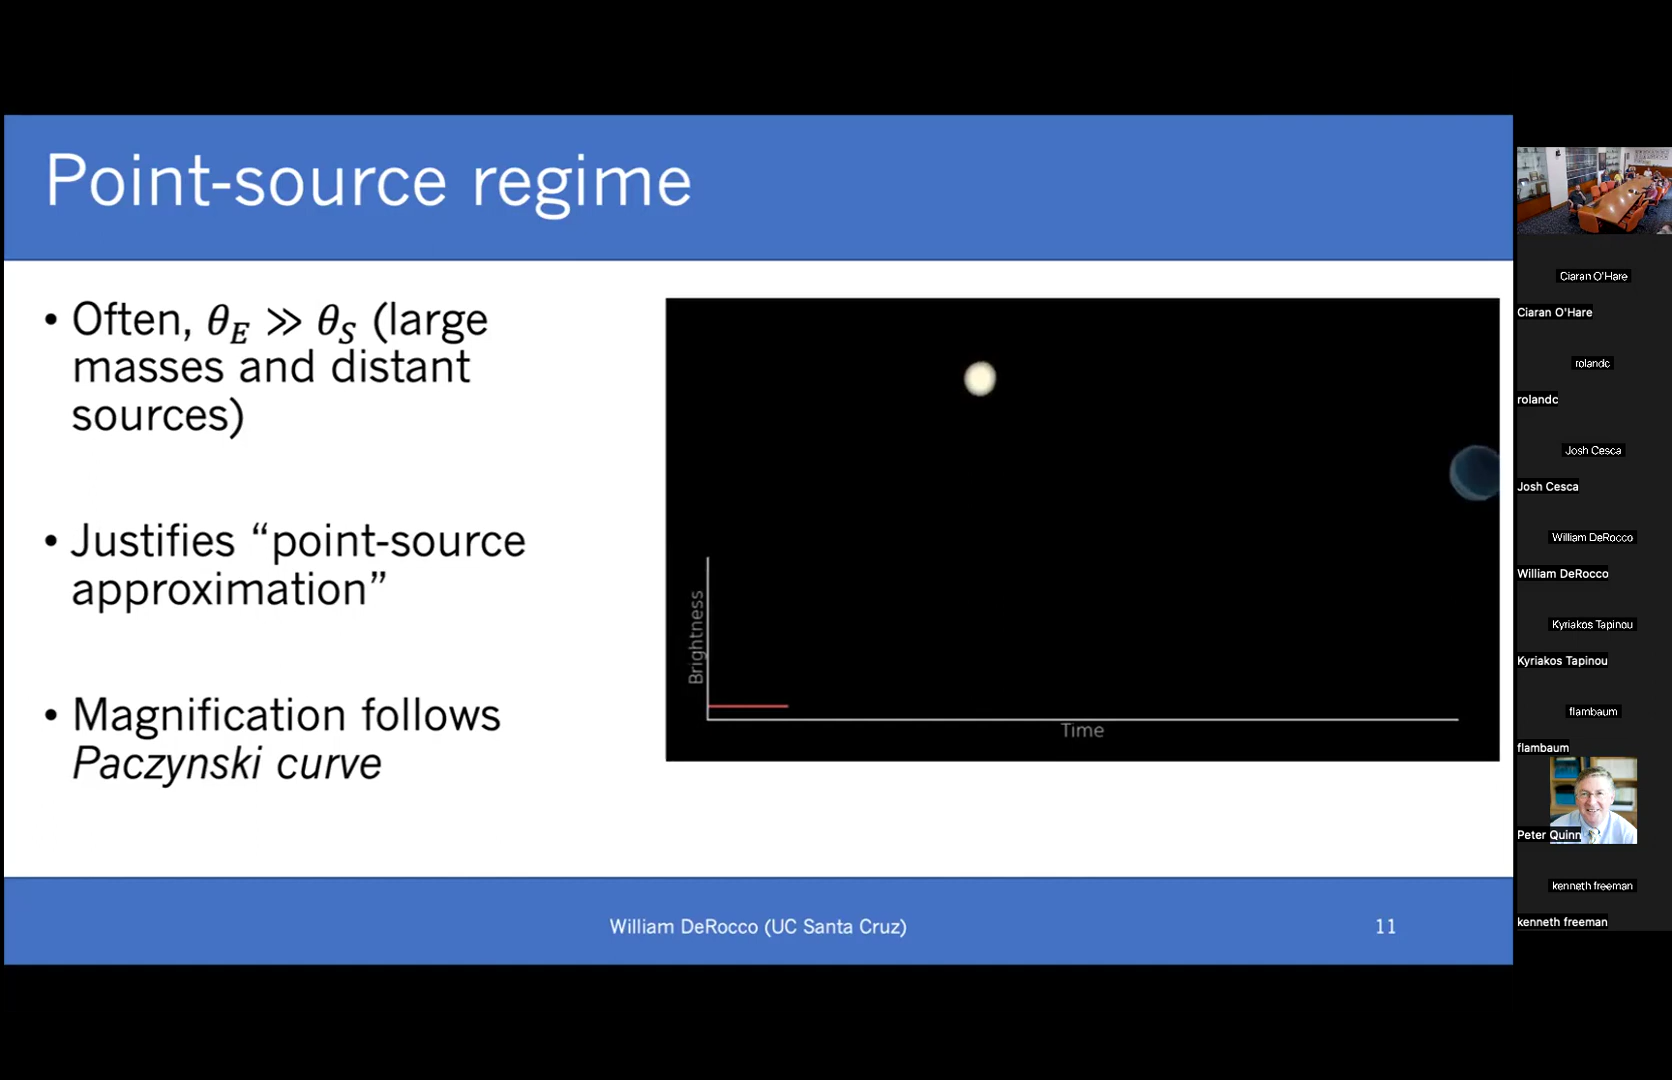 Point-source regime
• Often, θ_E ≫ θ_S (large
masses and distant
sources)
• Justifies “point-source
approximation”
• Magnification follows
Paczynski curve
Brightness
Time
William DeRocco (UC Santa Cruz)
11
Ciaran O'Hare
Ciaran O'Hare
rolandc
rolandc
Josh Cesca
Josh Cesca
William DeRocco
William DeRocco
Kyriakos Tapinou
Kyriakos Tapinou
flambaum
flambaum
Peter Quinn
kenneth freeman
kenneth freeman